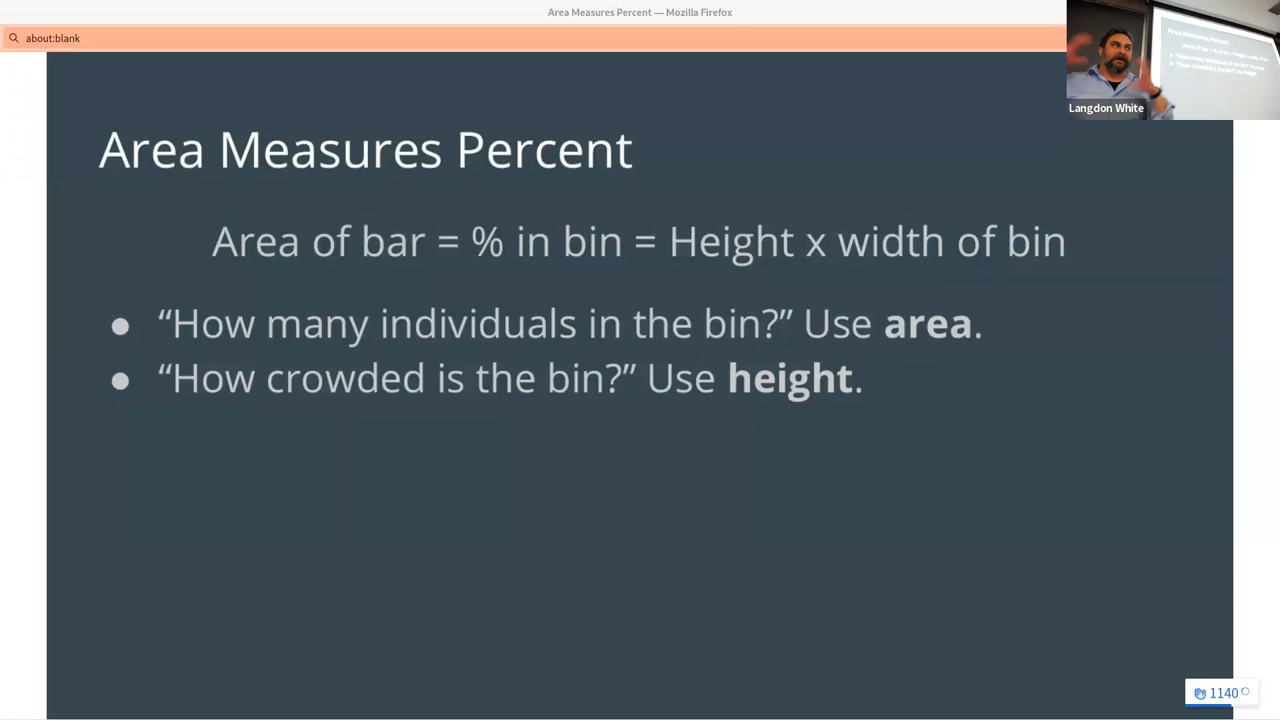 Area Measures Percent — Mozilla Firefox
about:blank
Langdon White
Area Measures Percent
Area of bar = % in bin = Height x width of bin
● “How many individuals in the bin?” Use area.
● “How crowded is the bin?” Use height.
1140